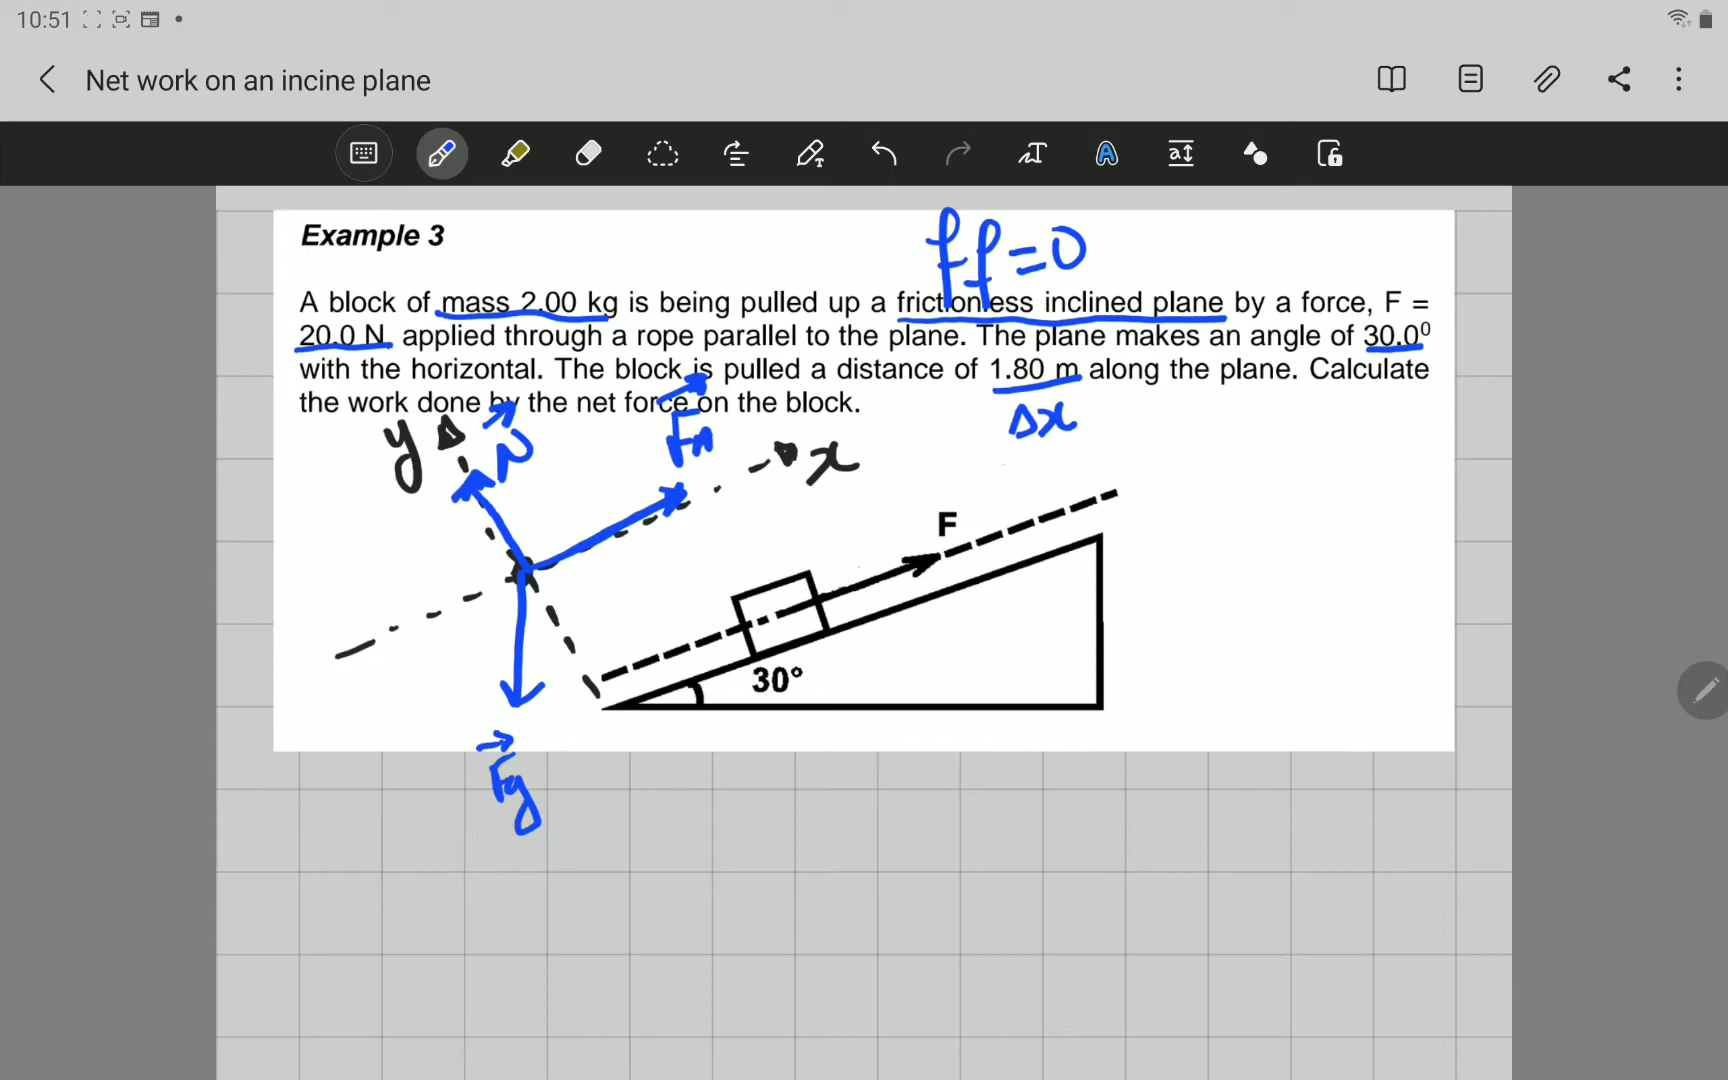 10:51
Net work on an incine plane
Example 3
ff=0
A block of mass 2.00 kg is being pulled up a frictionless inclined plane by a force, F =
20.0 N, applied through a rope parallel to the plane. The plane makes an angle of 30.0⁰
with the horizontal. The block is pulled a distance of 1.80 m along the plane. Calculate
the work done by the net force on the block.
Δx
y
N
FA
x
F
30°
Fg